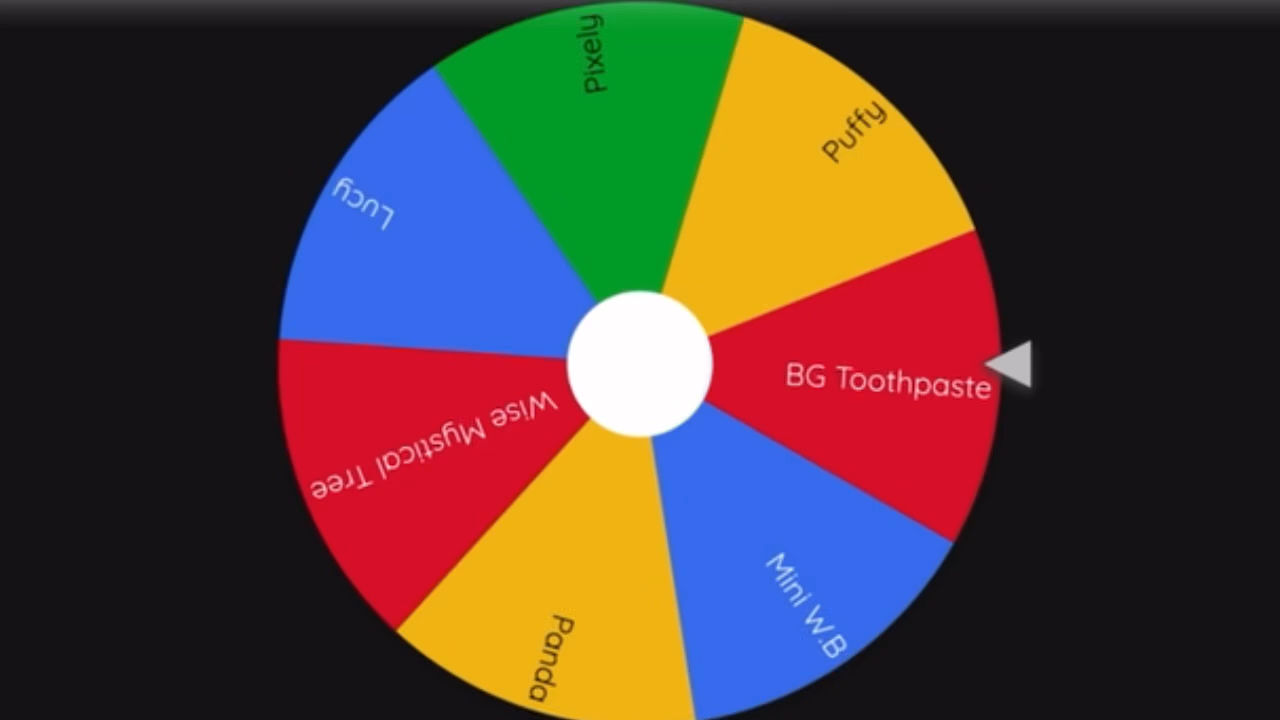 Pixely
Puffy
Lucy
BG Toothpaste
Wise Mystical Tree
Mini W.B
Panda